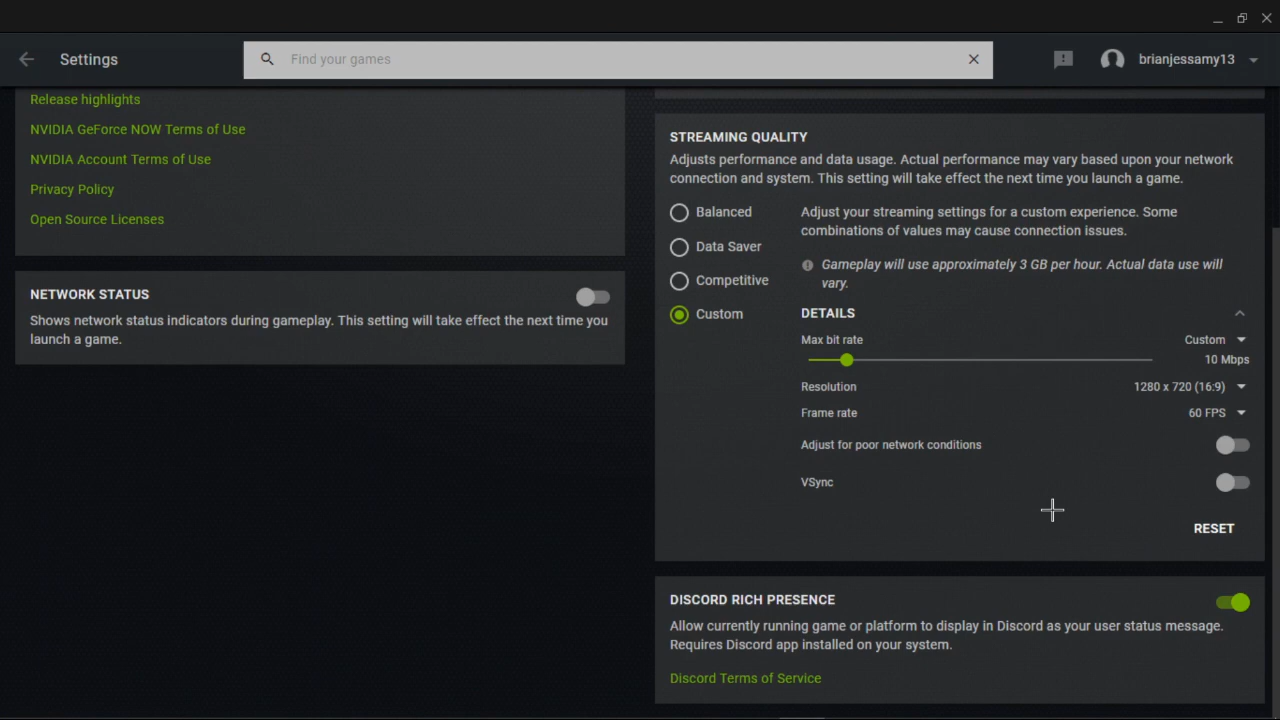 Settings
Find your games
brianjessamy13
Release highlights
NVIDIA GeForce NOW Terms of Use
NVIDIA Account Terms of Use
Privacy Policy
Open Source Licenses
NETWORK STATUS
Shows network status indicators during gameplay. This setting will take effect the next time you
launch a game.
STREAMING QUALITY
Adjusts performance and data usage. Actual performance may vary based upon your network
connection and system. This setting will take effect the next time you launch a game.
Balanced
Data Saver
Competitive
Custom
Adjust your streaming settings for a custom experience. Some
combinations of values may cause connection issues.
Gameplay will use approximately 3 GB per hour. Actual data use will
vary.
DETAILS
Max bit rate Custom
10 Mbps
Resolution 1280 x 720 (16:9)
Frame rate 60 FPS
Adjust for poor network conditions
VSync
RESET
DISCORD RICH PRESENCE
Allow currently running game or platform to display in Discord as your user status message.
Requires Discord app installed on your system.
Discord Terms of Service